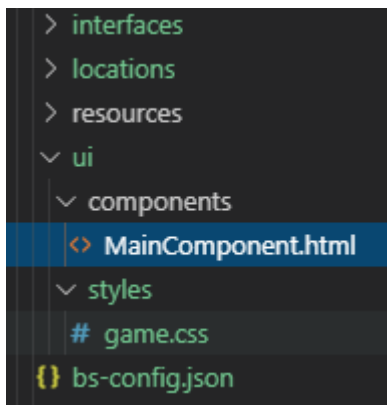 interfaces
locations
resources
ui
components
<> MainComponent.html
styles
# game.css
{} bs-config.json